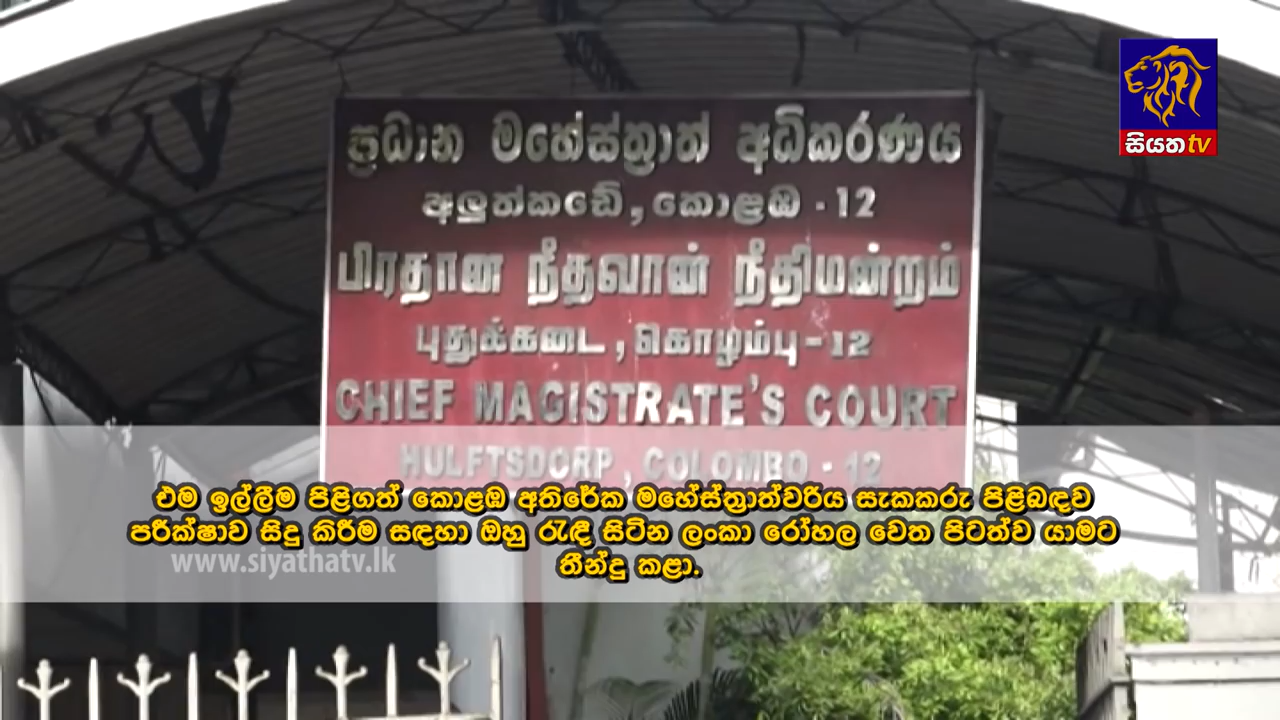 සියත tv
ප්‍රධාන මහේස්ත්‍රාත් අධිකරණය
අලුත්කඩේ, කොළඹ - 12
பிரதான நீதவான் நீதிமன்றம்
புதுக்கடை, கொழும்பு - 12
CHIEF MAGISTRATE'S COURT
HULFTSDORP, COLOMBO - 12
එම ඉල්ලීම පිළිගත් කොළඹ අතිරේක මහේස්ත්‍රාත්වරිය සැකකරු පිළිබඳව
පරීක්ෂාව සිදු කිරීම සඳහා ඔහු රැඳී සිටින ලංකා රෝහල වෙත පිටත්ව යාමට
තීන්දු කළා.
www.siyathatv.lk